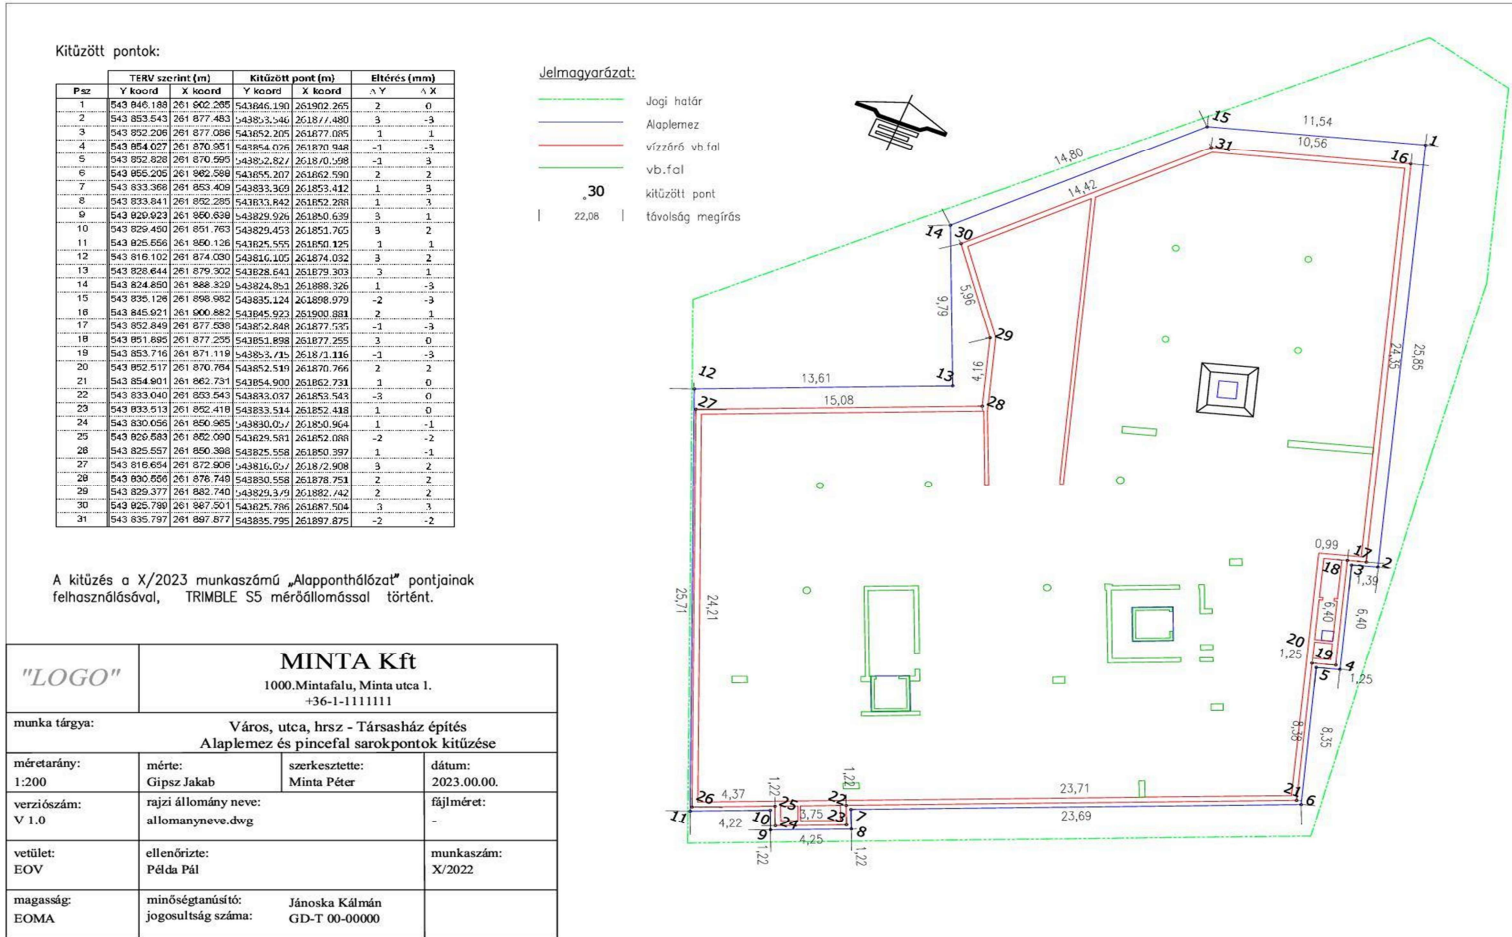 Kitűzött pontok:
TERV szerint (m) Kitűzött pont (m) Eltérés (mm)
Psz Y koord X koord Y koord X koord Δ Y Δ X
1 543 846.188 261 902.265 543846.190 261902.265 2 0
2 543 853.543 261 877.483 543853.546 261877.480 3 -3
3 543 852.206 261 877.086 543852.205 261877.085 1 1
4 543 854.027 261 870.951 543854.026 261870.948 -1 -3
5 543 852.828 261 870.595 543852.827 261870.598 -1 3
6 543 855.205 261 862.588 543855.207 261862.590 2 2
7 543 833.368 261 853.409 543833.369 261853.412 1 3
8 543 833.841 261 852.285 543833.842 261852.288 1 3
9 543 829.923 261 850.638 543829.926 261850.639 3 1
10 543 829.450 261 851.763 543829.453 261851.765 3 2
11 543 825.556 261 850.126 543825.555 261850.125 1 1
12 543 816.102 261 874.030 543816.105 261874.032 3 2
13 543 828.644 261 879.302 543828.641 261879.303 3 1
14 543 824.850 261 888.329 543824.851 261888.326 1 -3
15 543 835.126 261 898.982 543835.124 261898.979 -2 -3
16 543 845.921 261 900.882 543845.923 261900.881 2 1
17 543 852.849 261 877.538 543852.848 261877.535 -1 -3
18 543 851.895 261 877.255 543851.898 261877.255 3 0
19 543 853.716 261 871.119 543853.715 261871.116 -1 -3
20 543 852.517 261 870.764 543852.519 261870.766 2 2
21 543 854.901 261 862.731 543854.900 261862.731 1 0
22 543 833.040 261 853.543 543833.037 261853.543 -3 0
23 543 833.513 261 852.418 543833.514 261852.418 1 0
24 543 830.056 261 850.965 543830.057 261850.964 1 -1
25 543 829.583 261 852.090 543829.581 261852.088 -2 -2
26 543 825.557 261 850.398 543825.558 261850.397 1 -1
27 543 816.654 261 872.906 543816.657 261872.908 3 2
28 543 830.556 261 878.749 543830.558 261878.751 2 2
29 543 829.377 261 882.740 543829.379 261882.742 2 2
30 543 825.789 261 887.501 543825.786 261887.504 3 3
31 543 835.797 261 897.877 543835.795 261897.875 -2 -2
A kitűzés a X/2023 munkaszámú „Alapponthálózat" pontjainak
felhasználásával, TRIMBLE S5 mérőállomással történt.
"LOGO"
MINTA Kft
1000.Mintafalu, Minta utca 1.
+36-1-1111111
munka tárgya:
Város, utca, hrsz - Társasház építés
Alaplemez és pincefal sarokpontok kitűzése
méretarány:
1:200
mérte:
Gipsz Jakab
szerkesztette:
Minta Péter
dátum:
2023.00.00.
verziószám:
V 1.0
rajzi állomány neve:
allomanyneve.dwg
fájlméret:
-
vetület:
EOV
ellenőrizte:
Példa Pál
munkaszám:
X/2022
magasság:
EOMA
minőségtanúsító:
jogosultság száma:
Jánoska Kálmán
GD-T 00-00000
Jelmagyarázat:
Jogi határ
Alaplemez
vízzáró vb.fal
vb.fal
30 kitűzött pont
22,08 távolság megírás
15
11,54
1
31
10,56
16
14,80
14,42
14
30
5,96
9,79
29
24,35
25,85
4,16
12
13,61
13
27
15,08
28
25,71
24,21
0,99
17
18
3
2
1,39
6,40
6,40
20
1,25
19
4
5
1,25
8,38
8,35
1,22
1,22
26
4,37
25
22
23,71
21
6
11
4,22
10
24
3,75
23
7
23,69
9
4,25
8
1,22
1,22